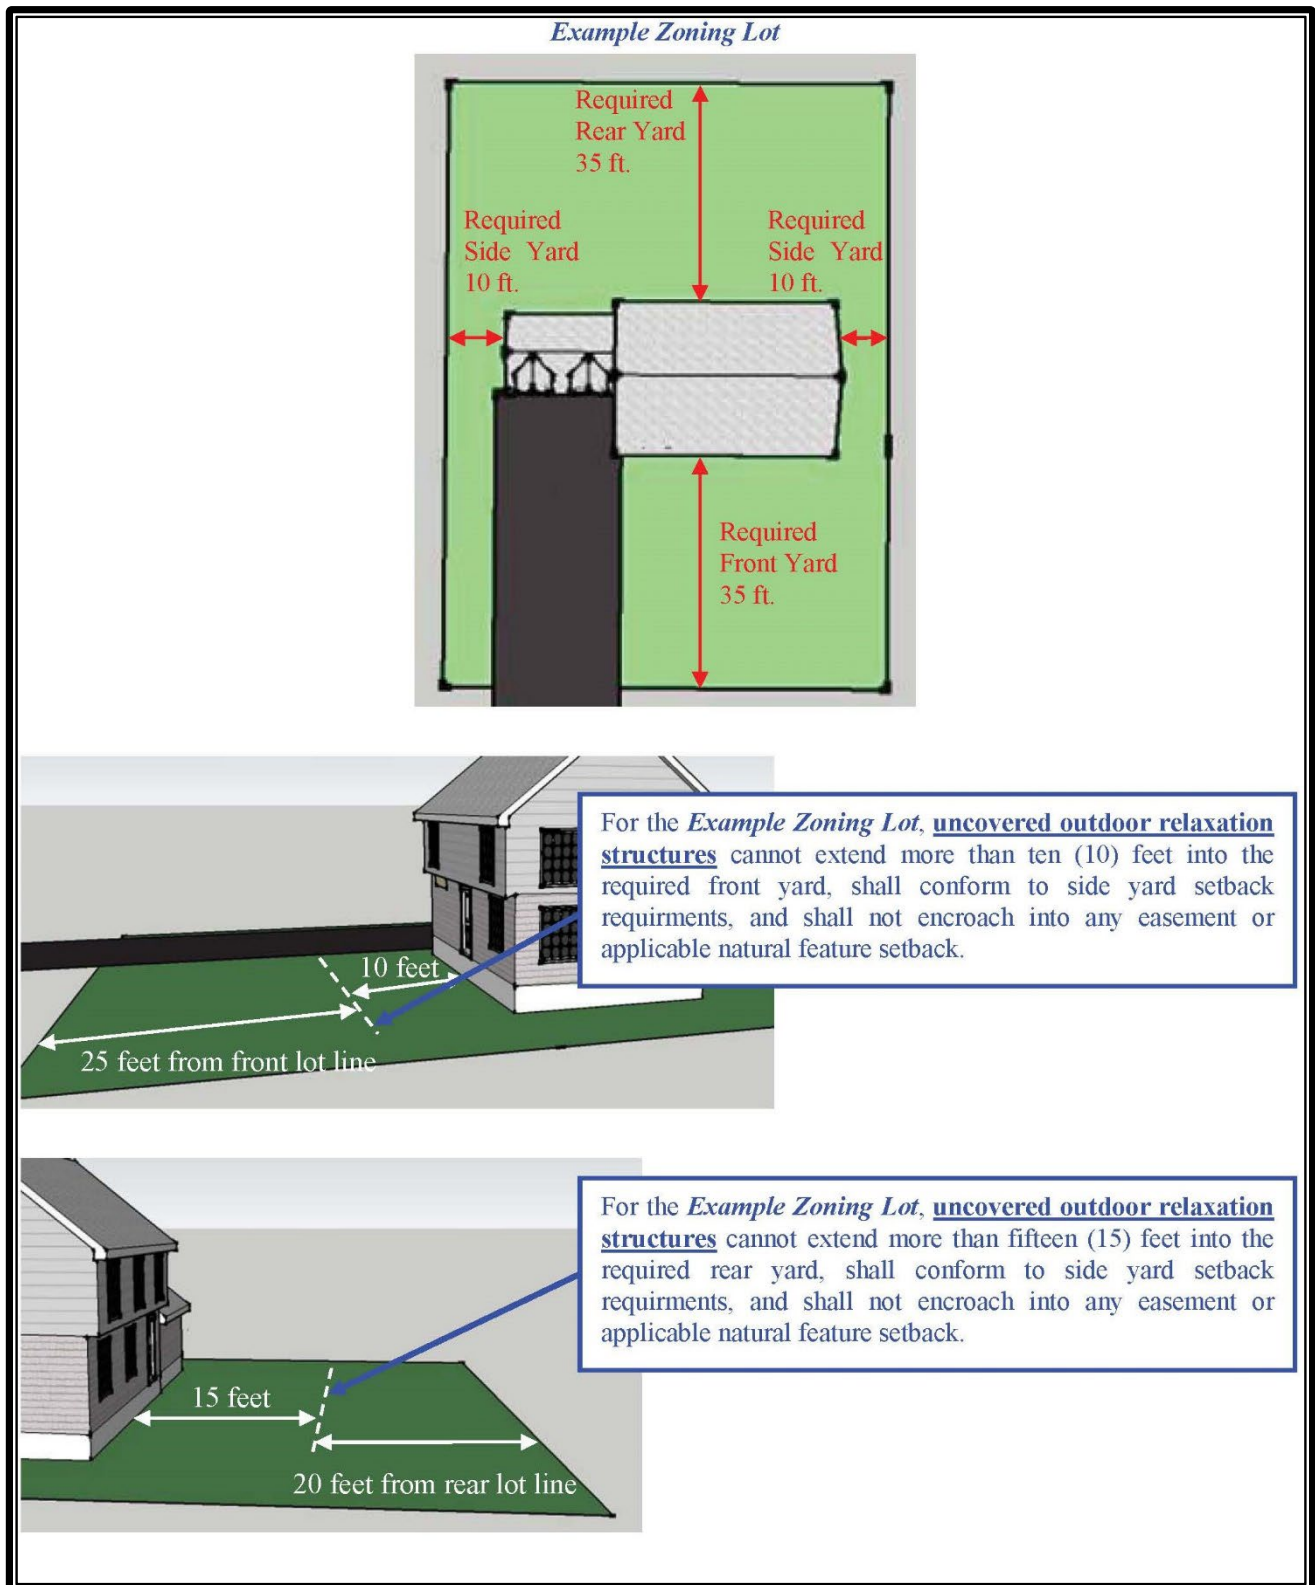 Example Zoning Lot
Required
Rear Yard
35 ft.
Required
Side Yard
10 ft.
Required
Side Yard
10 ft.
Required
Front Yard
35 ft.
For the Example Zoning Lot, uncovered outdoor relaxation
structures cannot extend more than ten (10) feet into the
required front yard, shall conform to side yard setback
requirments, and shall not encroach into any easement or
applicable natural feature setback.
10 feet
25 feet from front lot line
For the Example Zoning Lot, uncovered outdoor relaxation
structures cannot extend more than fifteen (15) feet into the
required rear yard, shall conform to side yard setback
requirments, and shall not encroach into any easement or
applicable natural feature setback.
15 feet
20 feet from rear lot line